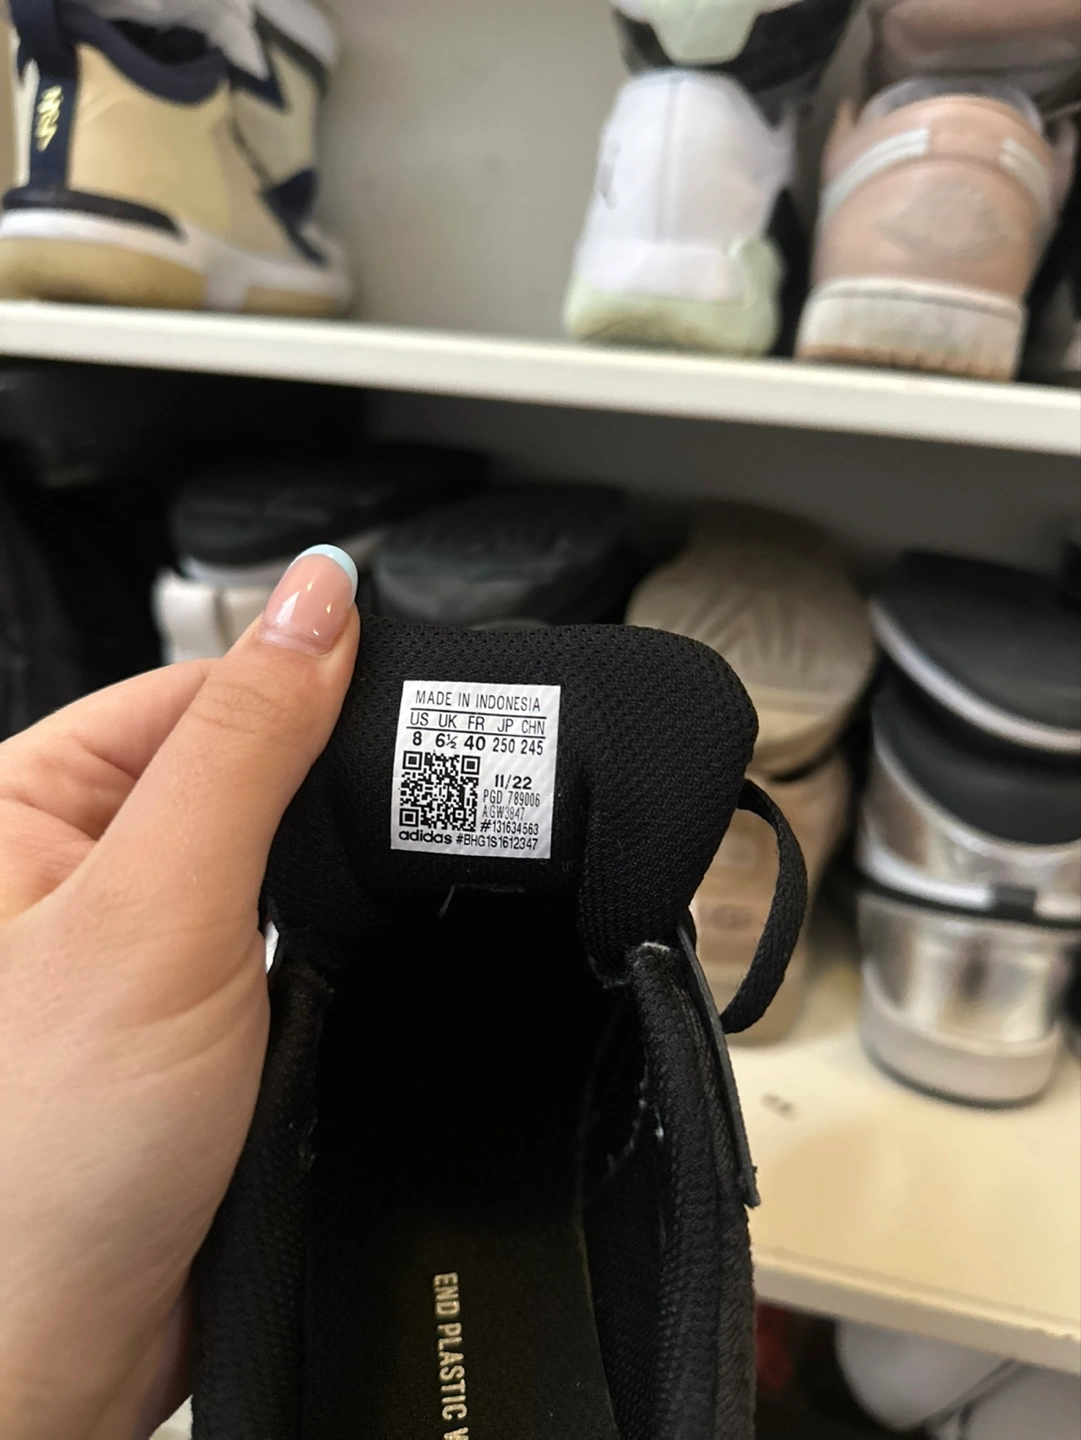 MADE IN INDONESIA
US UK FR JP CHN
8 6½ 40 250 245
11/22
PGD 789006
AGW3847
#131634563
adidas #BHG1S1612347
END PLASTIC